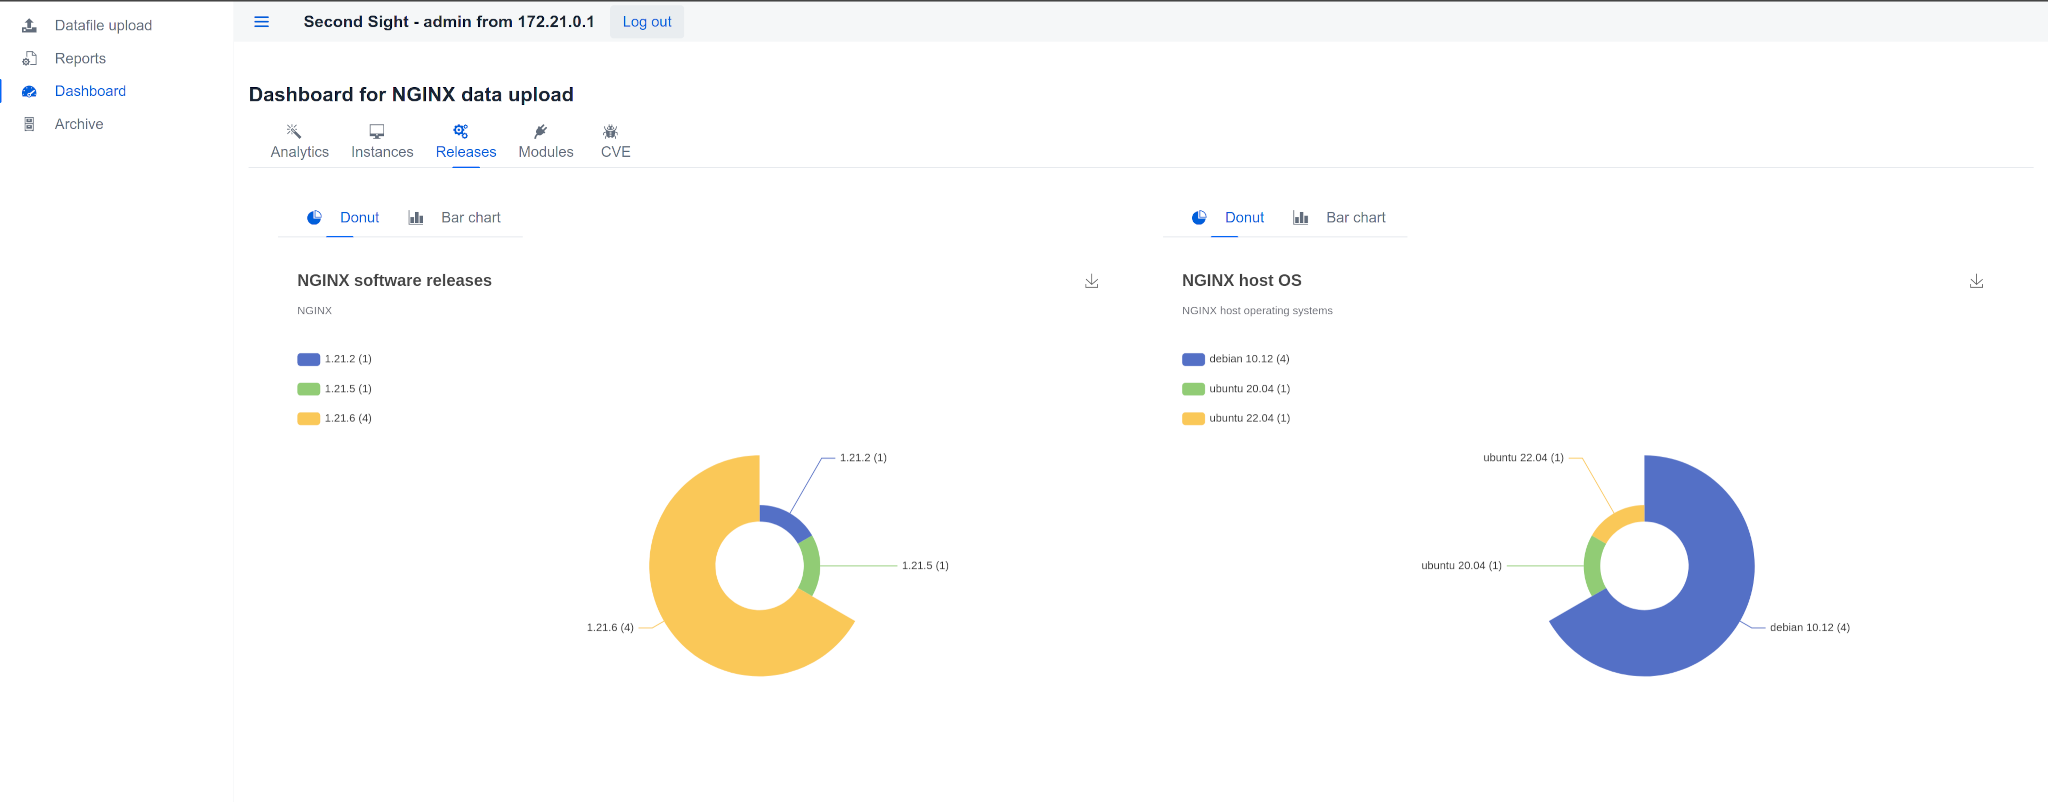 Datafile upload
Reports
Dashboard
Archive
Second Sight - admin from 172.21.0.1
Log out
Dashboard for NGINX data upload
Analytics
Instances
Releases
Modules
CVE
Donut
Bar chart
NGINX software releases
NGINX
1.21.2 (1)
1.21.5 (1)
1.21.6 (4)
1.21.2 (1)
1.21.5 (1)
1.21.6 (4)
Donut
Bar chart
NGINX host OS
NGINX host operating systems
debian 10.12 (4)
ubuntu 20.04 (1)
ubuntu 22.04 (1)
ubuntu 22.04 (1)
ubuntu 20.04 (1)
debian 10.12 (4)